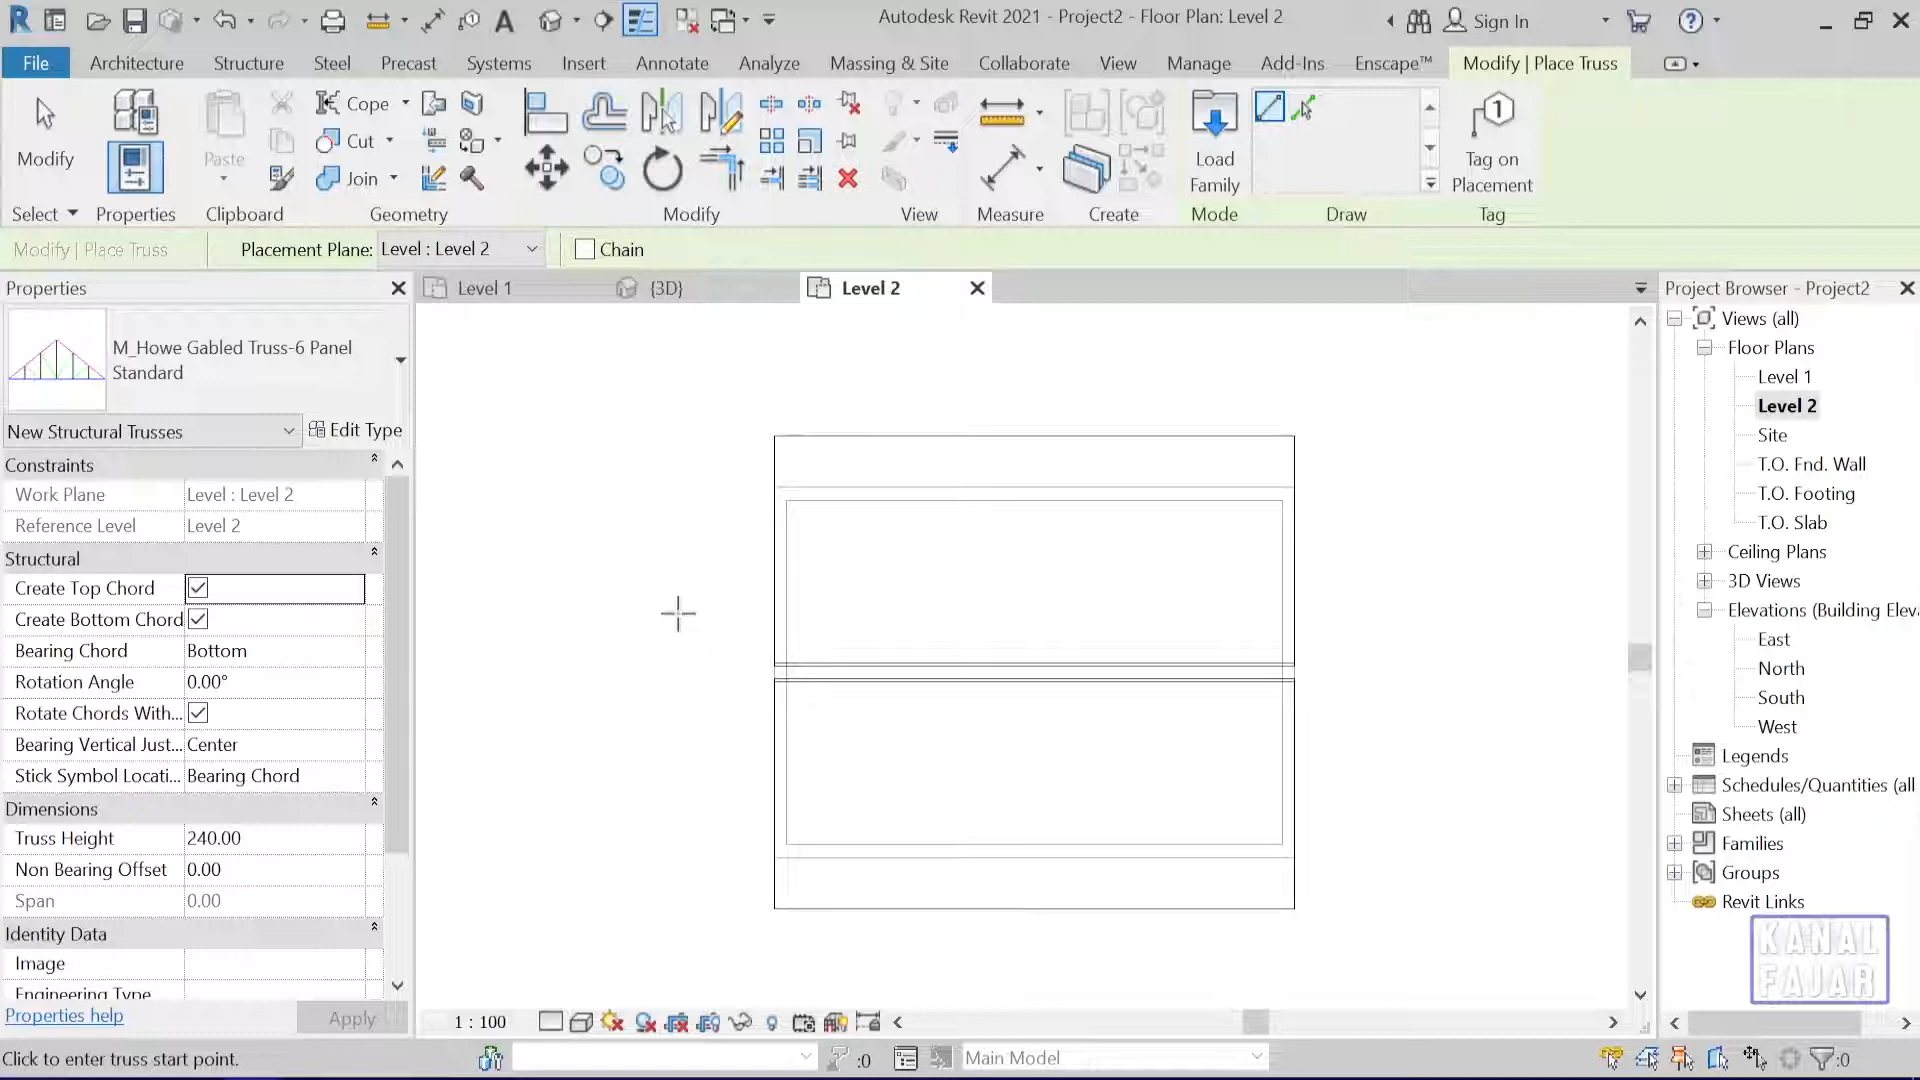 Autodesk Revit 2021 - Project2 - Floor Plan: Level 2
Sign In
File
Architecture
Structure
Steel
Precast
Systems
Insert
Annotate
Analyze
Massing & Site
Collaborate
View
Manage
Add-Ins
Enscape™
Modify | Place Truss
Modify
Paste
Cope
Cut
Join
Load
Family
Tag on
Placement
Select
Properties
Clipboard
Geometry
Modify
View
Measure
Create
Mode
Draw
Tag
Modify | Place Truss
Placement Plane:
Level : Level 2
Chain
Properties
Level 1
{3D}
Level 2
Project Browser - Project2
M_Howe Gabled Truss-6 Panel
Standard
New Structural Trusses
Edit Type
Constraints
Work Plane
Level : Level 2
Reference Level
Level 2
Structural
Create Top Chord
Create Bottom Chord
Bearing Chord
Bottom
Rotation Angle
0.00°
Rotate Chords With...
Bearing Vertical Just...
Center
Stick Symbol Locati...
Bearing Chord
Dimensions
Truss Height
240.00
Non Bearing Offset
0.00
Span
0.00
Identity Data
Image
Engineering Type
Properties help
Apply
Views (all)
Floor Plans
Level 1
Level 2
Site
T.O. Fnd. Wall
T.O. Footing
T.O. Slab
Ceiling Plans
3D Views
Elevations (Building Eleva
East
North
South
West
Legends
Schedules/Quantities (all
Sheets (all)
Families
Groups
Revit Links
KANAL
FAJAR
1 : 100
Click to enter truss start point.
:0
Main Model
:0